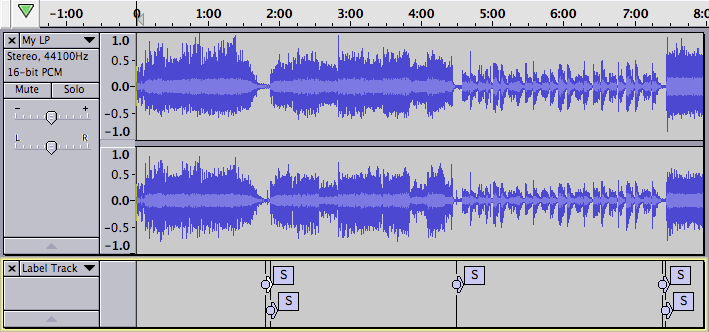 -1:00 0 1:00 2:00 3:00 4:00 5:00 6:00 7:00 8:0
× My LP ▼
Stereo, 44100Hz
16-bit PCM
Mute Solo
- +
L R
1.0
0.5
0.0
-0.5
-1.0
1.0
0.5
0.0
-0.5
-1.0
× Label Track ▼
S S S
S S